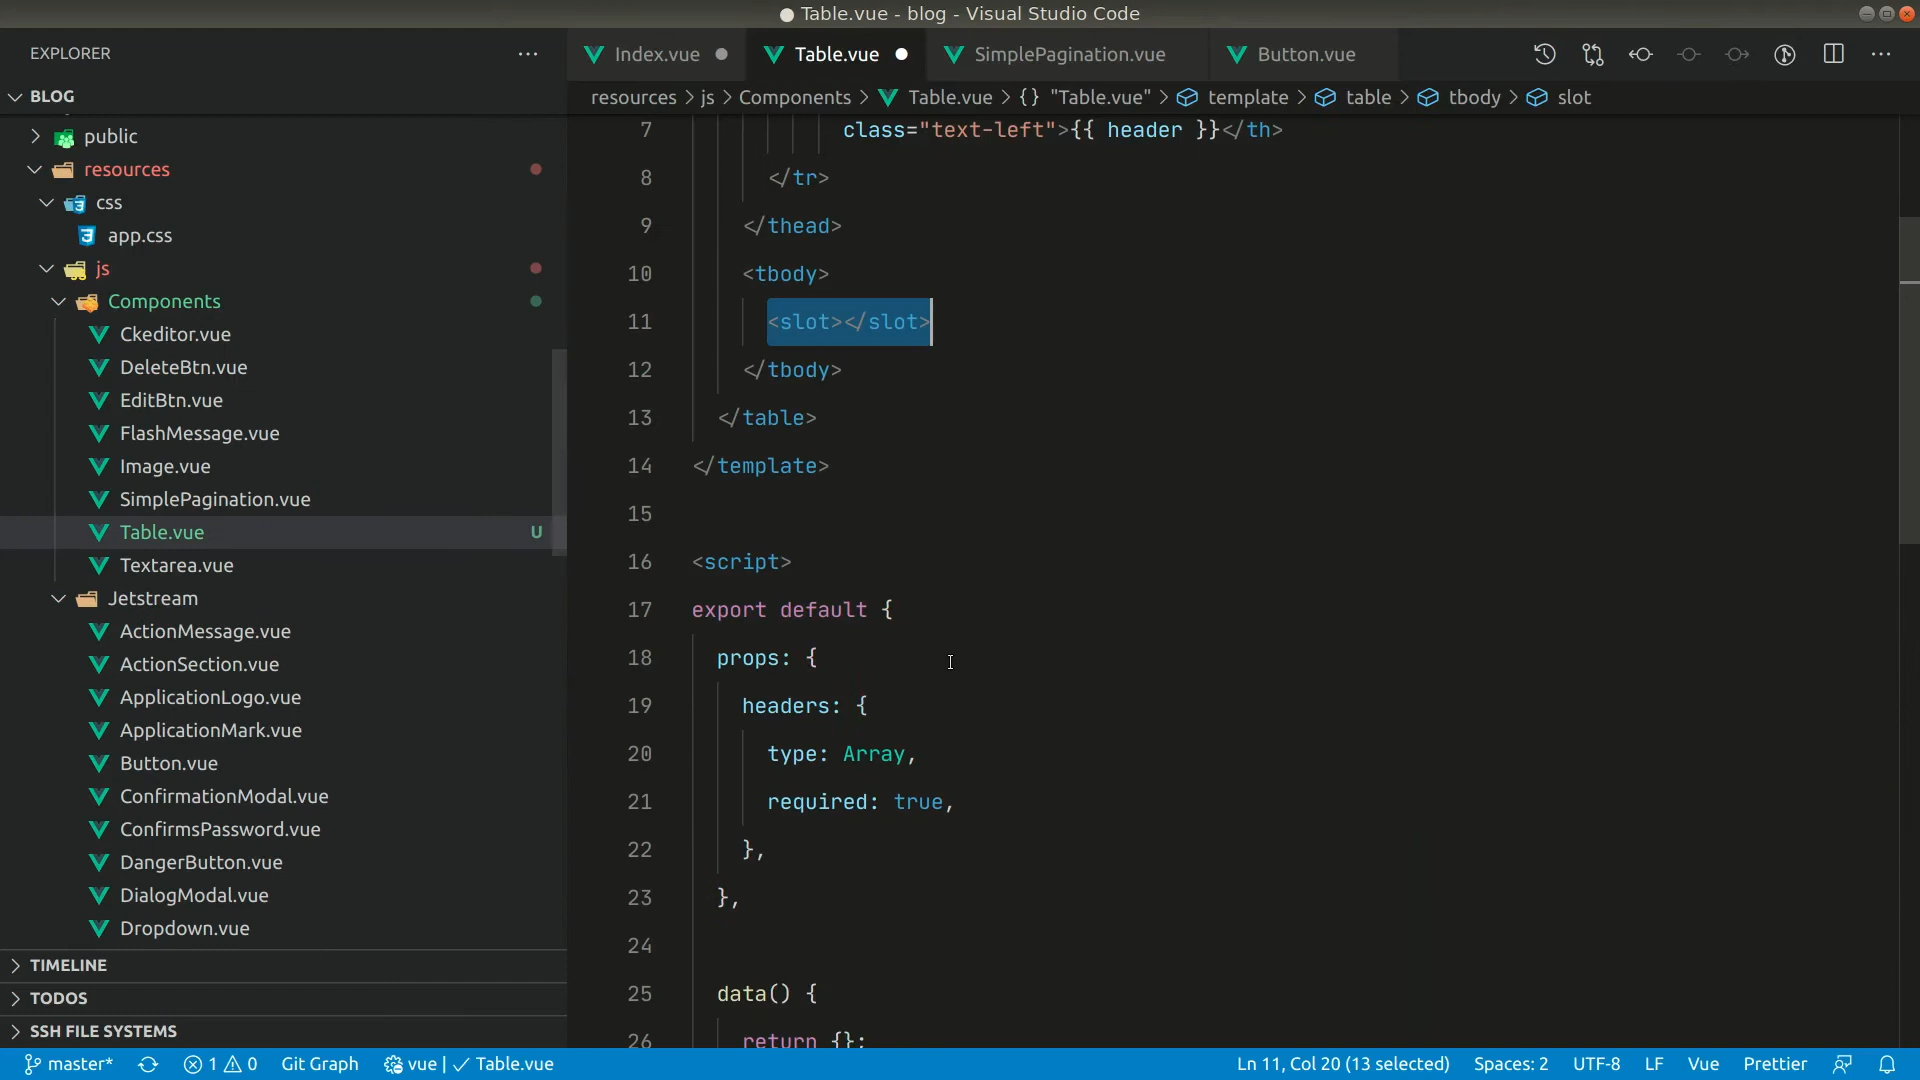 Table.vue - blog - Visual Studio Code
EXPLORER
Index.vue
Table.vue
SimplePagination.vue
Button.vue
BLOG
resources > js > Components > Table.vue > {} "Table.vue" > template > table > tbody > slot
public
resources
css
app.css
js
Components
Ckeditor.vue
DeleteBtn.vue
EditBtn.vue
FlashMessage.vue
Image.vue
SimplePagination.vue
Table.vue U
Textarea.vue
Jetstream
ActionMessage.vue
ActionSection.vue
ApplicationLogo.vue
ApplicationMark.vue
Button.vue
ConfirmationModal.vue
ConfirmsPassword.vue
DangerButton.vue
DialogModal.vue
Dropdown.vue
TIMELINE
TODOS
SSH FILE SYSTEMS
7 class="text-left">{{ header }}</th>
8 </tr>
9 </thead>
10 <tbody>
11 <slot></slot>
12 </tbody>
13 </table>
14 </template>
15
16 <script>
17 export default {
18 props: {
19 headers: {
20 type: Array,
21 required: true,
22 },
23 },
24
25 data() {
26 return {};
master* 1 0 Git Graph vue | ✓ Table.vue
Ln 11, Col 20 (13 selected) Spaces: 2 UTF-8 LF Vue Prettier